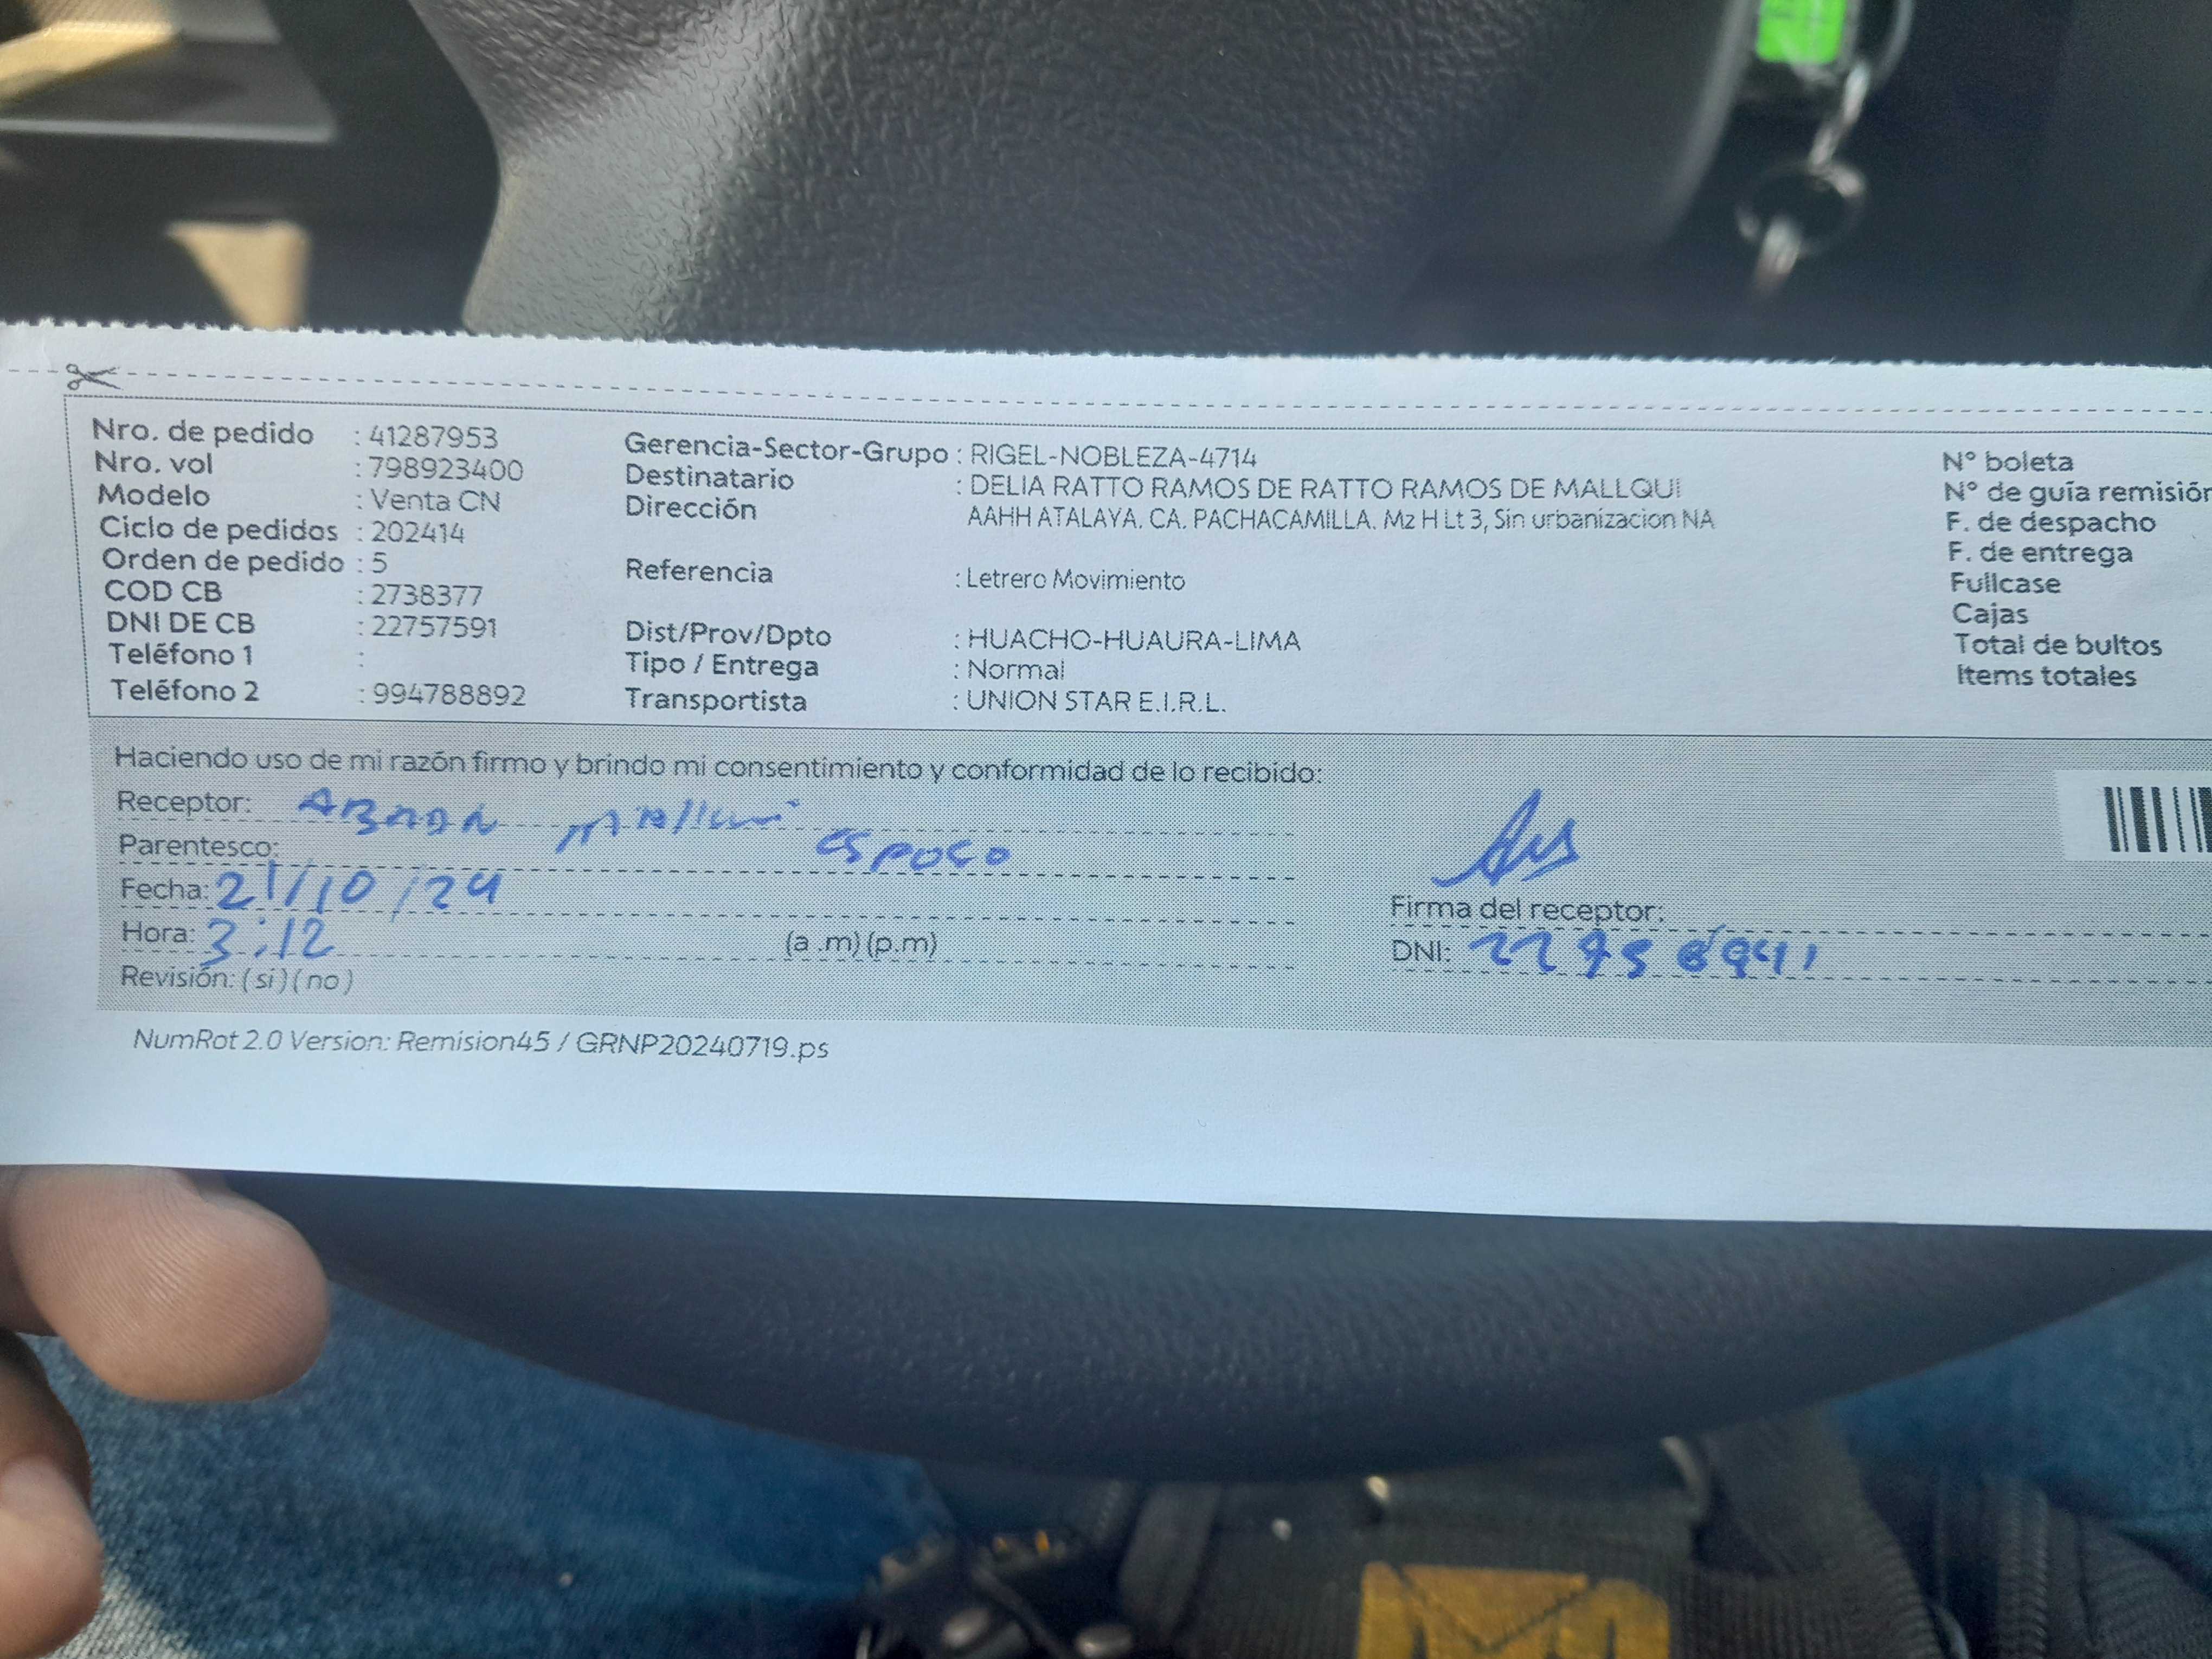 Nro. de pedido : 41287953
Nro. vol : 798923400
Modelo : Venta CN
Ciclo de pedidos : 202414
Orden de pedido : 5
COD CB : 2738377
DNI DE CB : 22757591
Teléfono 1 :
Teléfono 2 : 994788892
Gerencia-Sector-Grupo : RIGEL-NOBLEZA-4714
Destinatario : DELIA RATTO RAMOS DE RATTO RAMOS DE MALLQUI
Dirección AAHH ATALAYA. CA. PACHACAMILLA. Mz H Lt 3, Sin urbanizacion NA
Referencia : Letrero Movimiento
Dist/Prov/Dpto : HUACHO-HUAURA-LIMA
Tipo / Entrega : Normal
Transportista : UNION STAR E.I.R.L.
N° boleta
N° de guía remisión
F. de despacho
F. de entrega
Fullcase
Cajas
Total de bultos
Items totales
Haciendo uso de mi razón firmo y brindo mi consentimiento y conformidad de lo recibido:
Receptor:
Parentesco: esposo
Fecha: 21/10/24
Hora: 3:12 (a .m) (p.m)
Revisión: ( si ) ( no )
Firma del receptor:
DNI:
NumRot 2.0 Version: Remision45 / GRNP20240719.ps